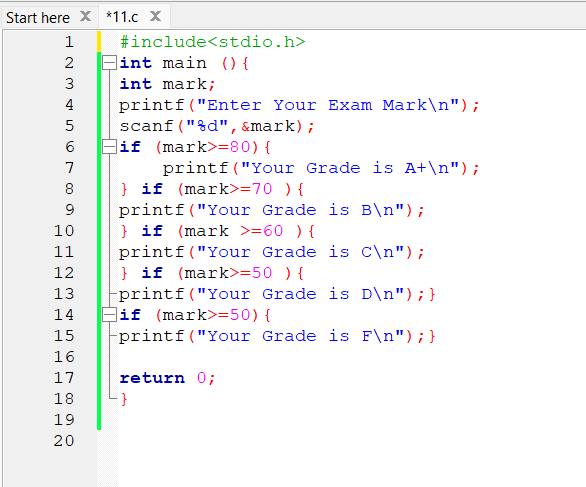 Start here X *11.c X
1 #include<stdio.h>
2 int main (){
3 int mark;
4 printf("Enter Your Exam Mark\n");
5 scanf("%d",&mark);
6 if (mark>=80){
7 printf("Your Grade is A+\n");
8 } if (mark>=70 ){
9 printf("Your Grade is B\n");
10 } if (mark >=60 ){
11 printf("Your Grade is C\n");
12 } if (mark>=50 ){
13 printf("Your Grade is D\n");}
14 if (mark>=50){
15 printf("Your Grade is F\n");}
16
17 return 0;
18 }
19
20